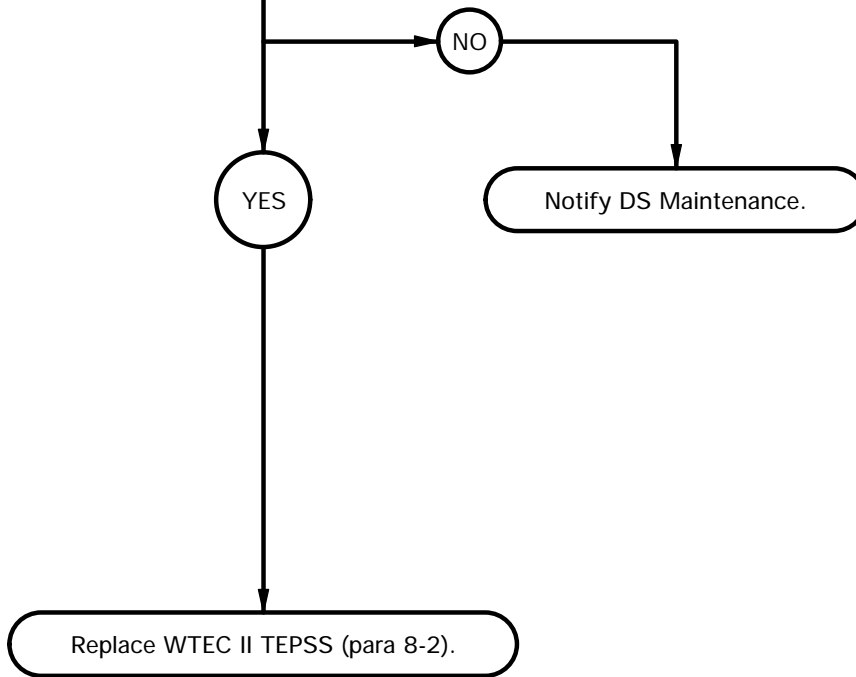 NO
YES
Notify DS Maintenance.
Replace WTEC II TEPSS (para 8-2).